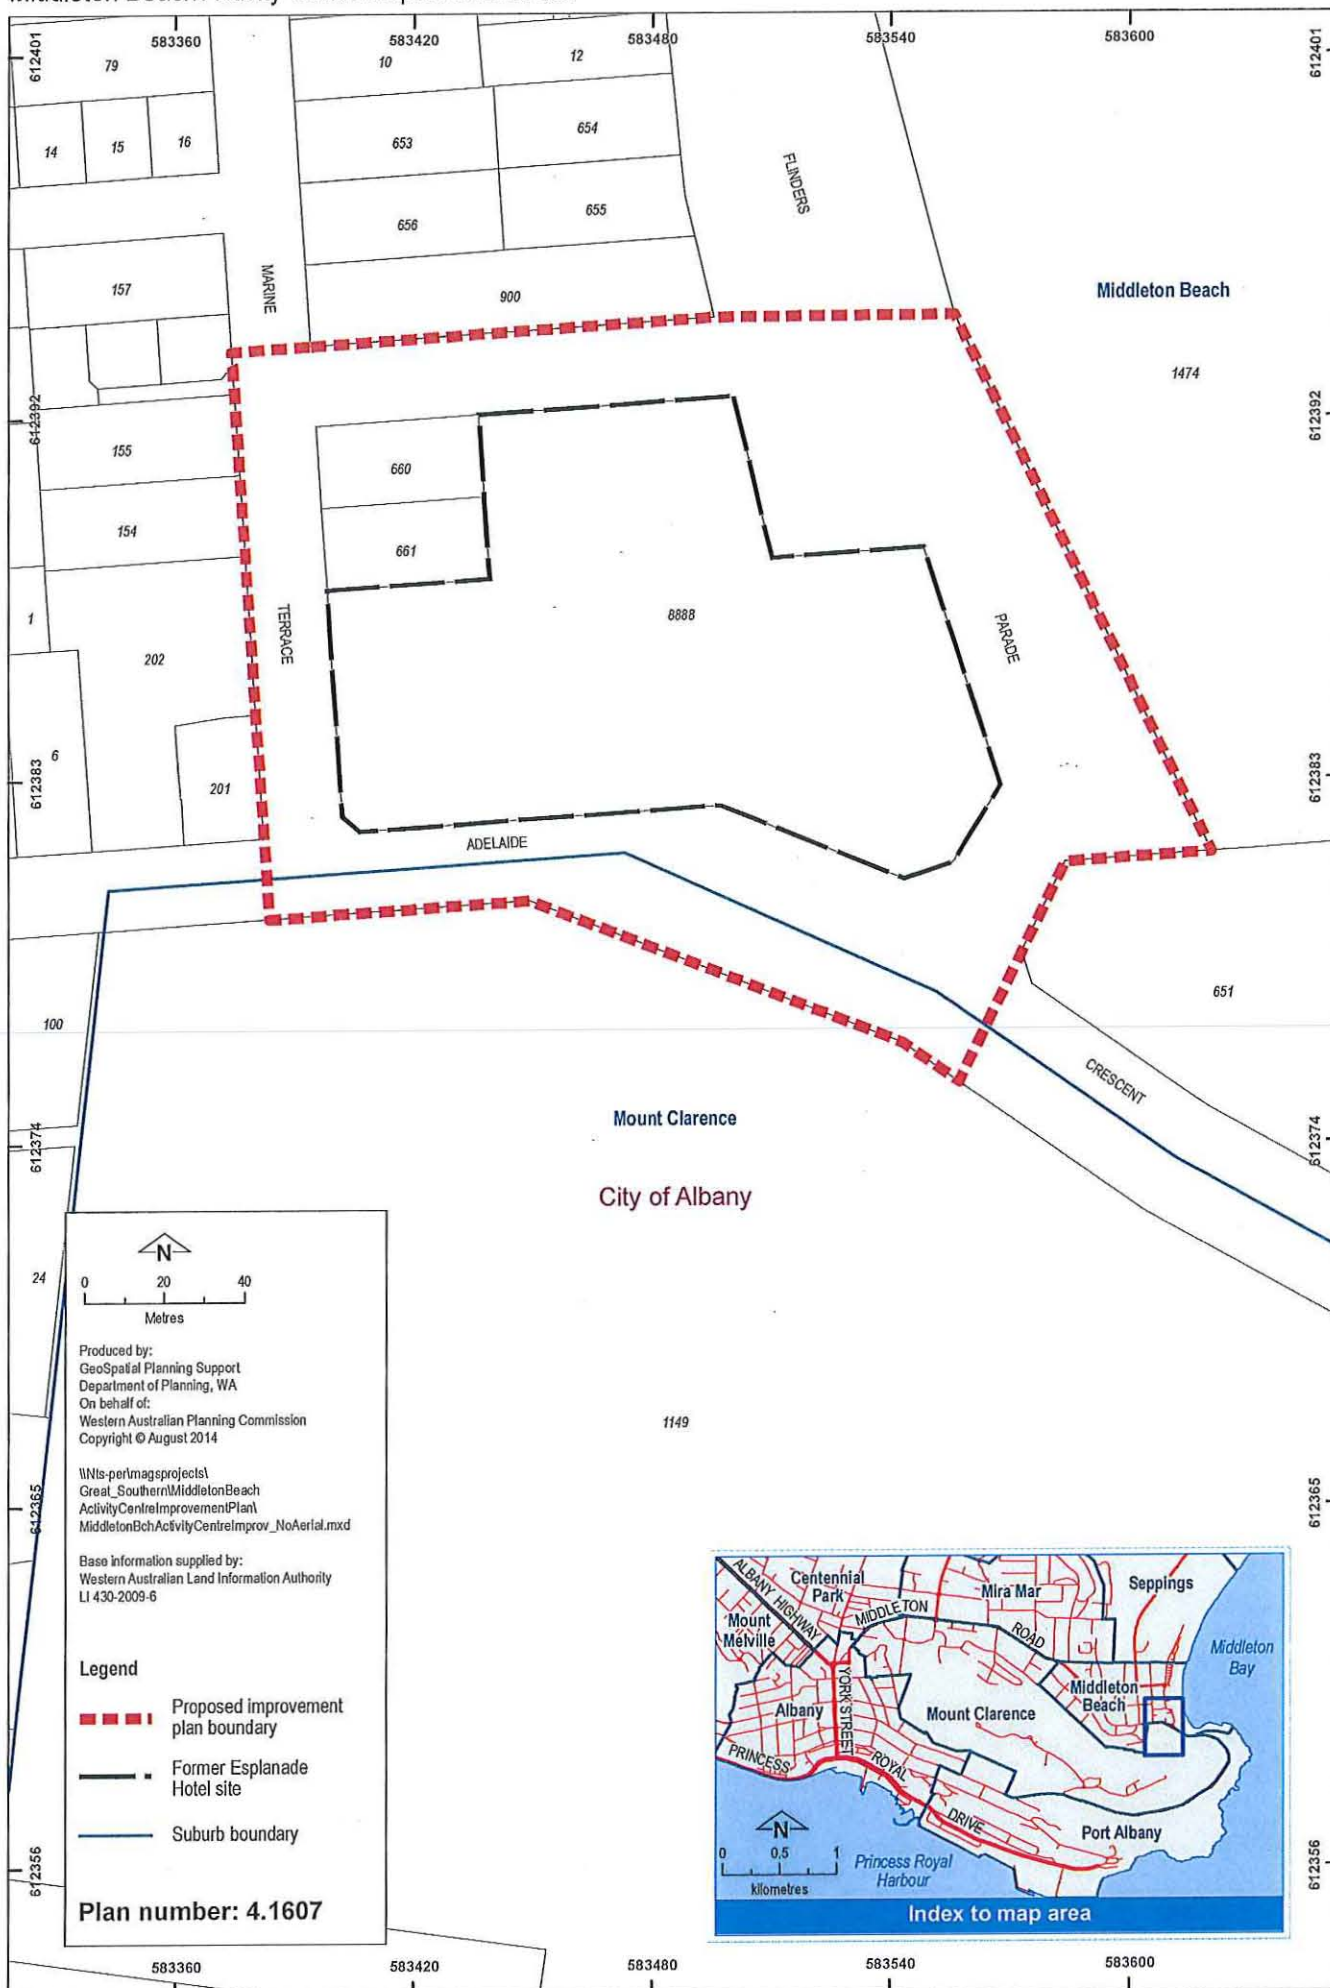 583360
583420
583480
583540
583600
612401
612401
79
10
12
14
15
16
653
654
FLINDERS
656
655
157
MARINE
900
Middleton Beach
1474
612392
612392
155
660
154
661
1
TERRACE
8888
PARADE
202
6
201
612383
612383
ADELAIDE
651
100
CRESCENT
Mount Clarence
612374
612374
City of Albany
24
N
0 20 40
Metres
Produced by:
GeoSpatial Planning Support
Department of Planning, WA
On behalf of:
Western Australian Planning Commission
Copyright © August 2014
\\Nts-per\magsprojects\
Great_Southern\MiddletonBeach
ActivityCentreImprovementPlan\
MiddletonBchActivityCentreImprov_NoAerial.mxd
Base information supplied by:
Western Australian Land Information Authority
LI 430-2009-6
Legend
Proposed improvement
plan boundary
Former Esplanade
Hotel site
Suburb boundary
Plan number: 4.1607
1149
612365
612365
ALBANY HIGHWAY
Centennial
Park
Mira Mar
Seppings
Mount
Melville
MIDDLETON
ROAD
Middleton
Bay
YORK STREET
Middleton
Beach
Albany
Mount Clarence
PRINCESS
ROYAL
DRIVE
Port Albany
N
0 0.5 1
kilometres
Princess Royal
Harbour
Index to map area
612356
612356
583360
583420
583480
583540
583600